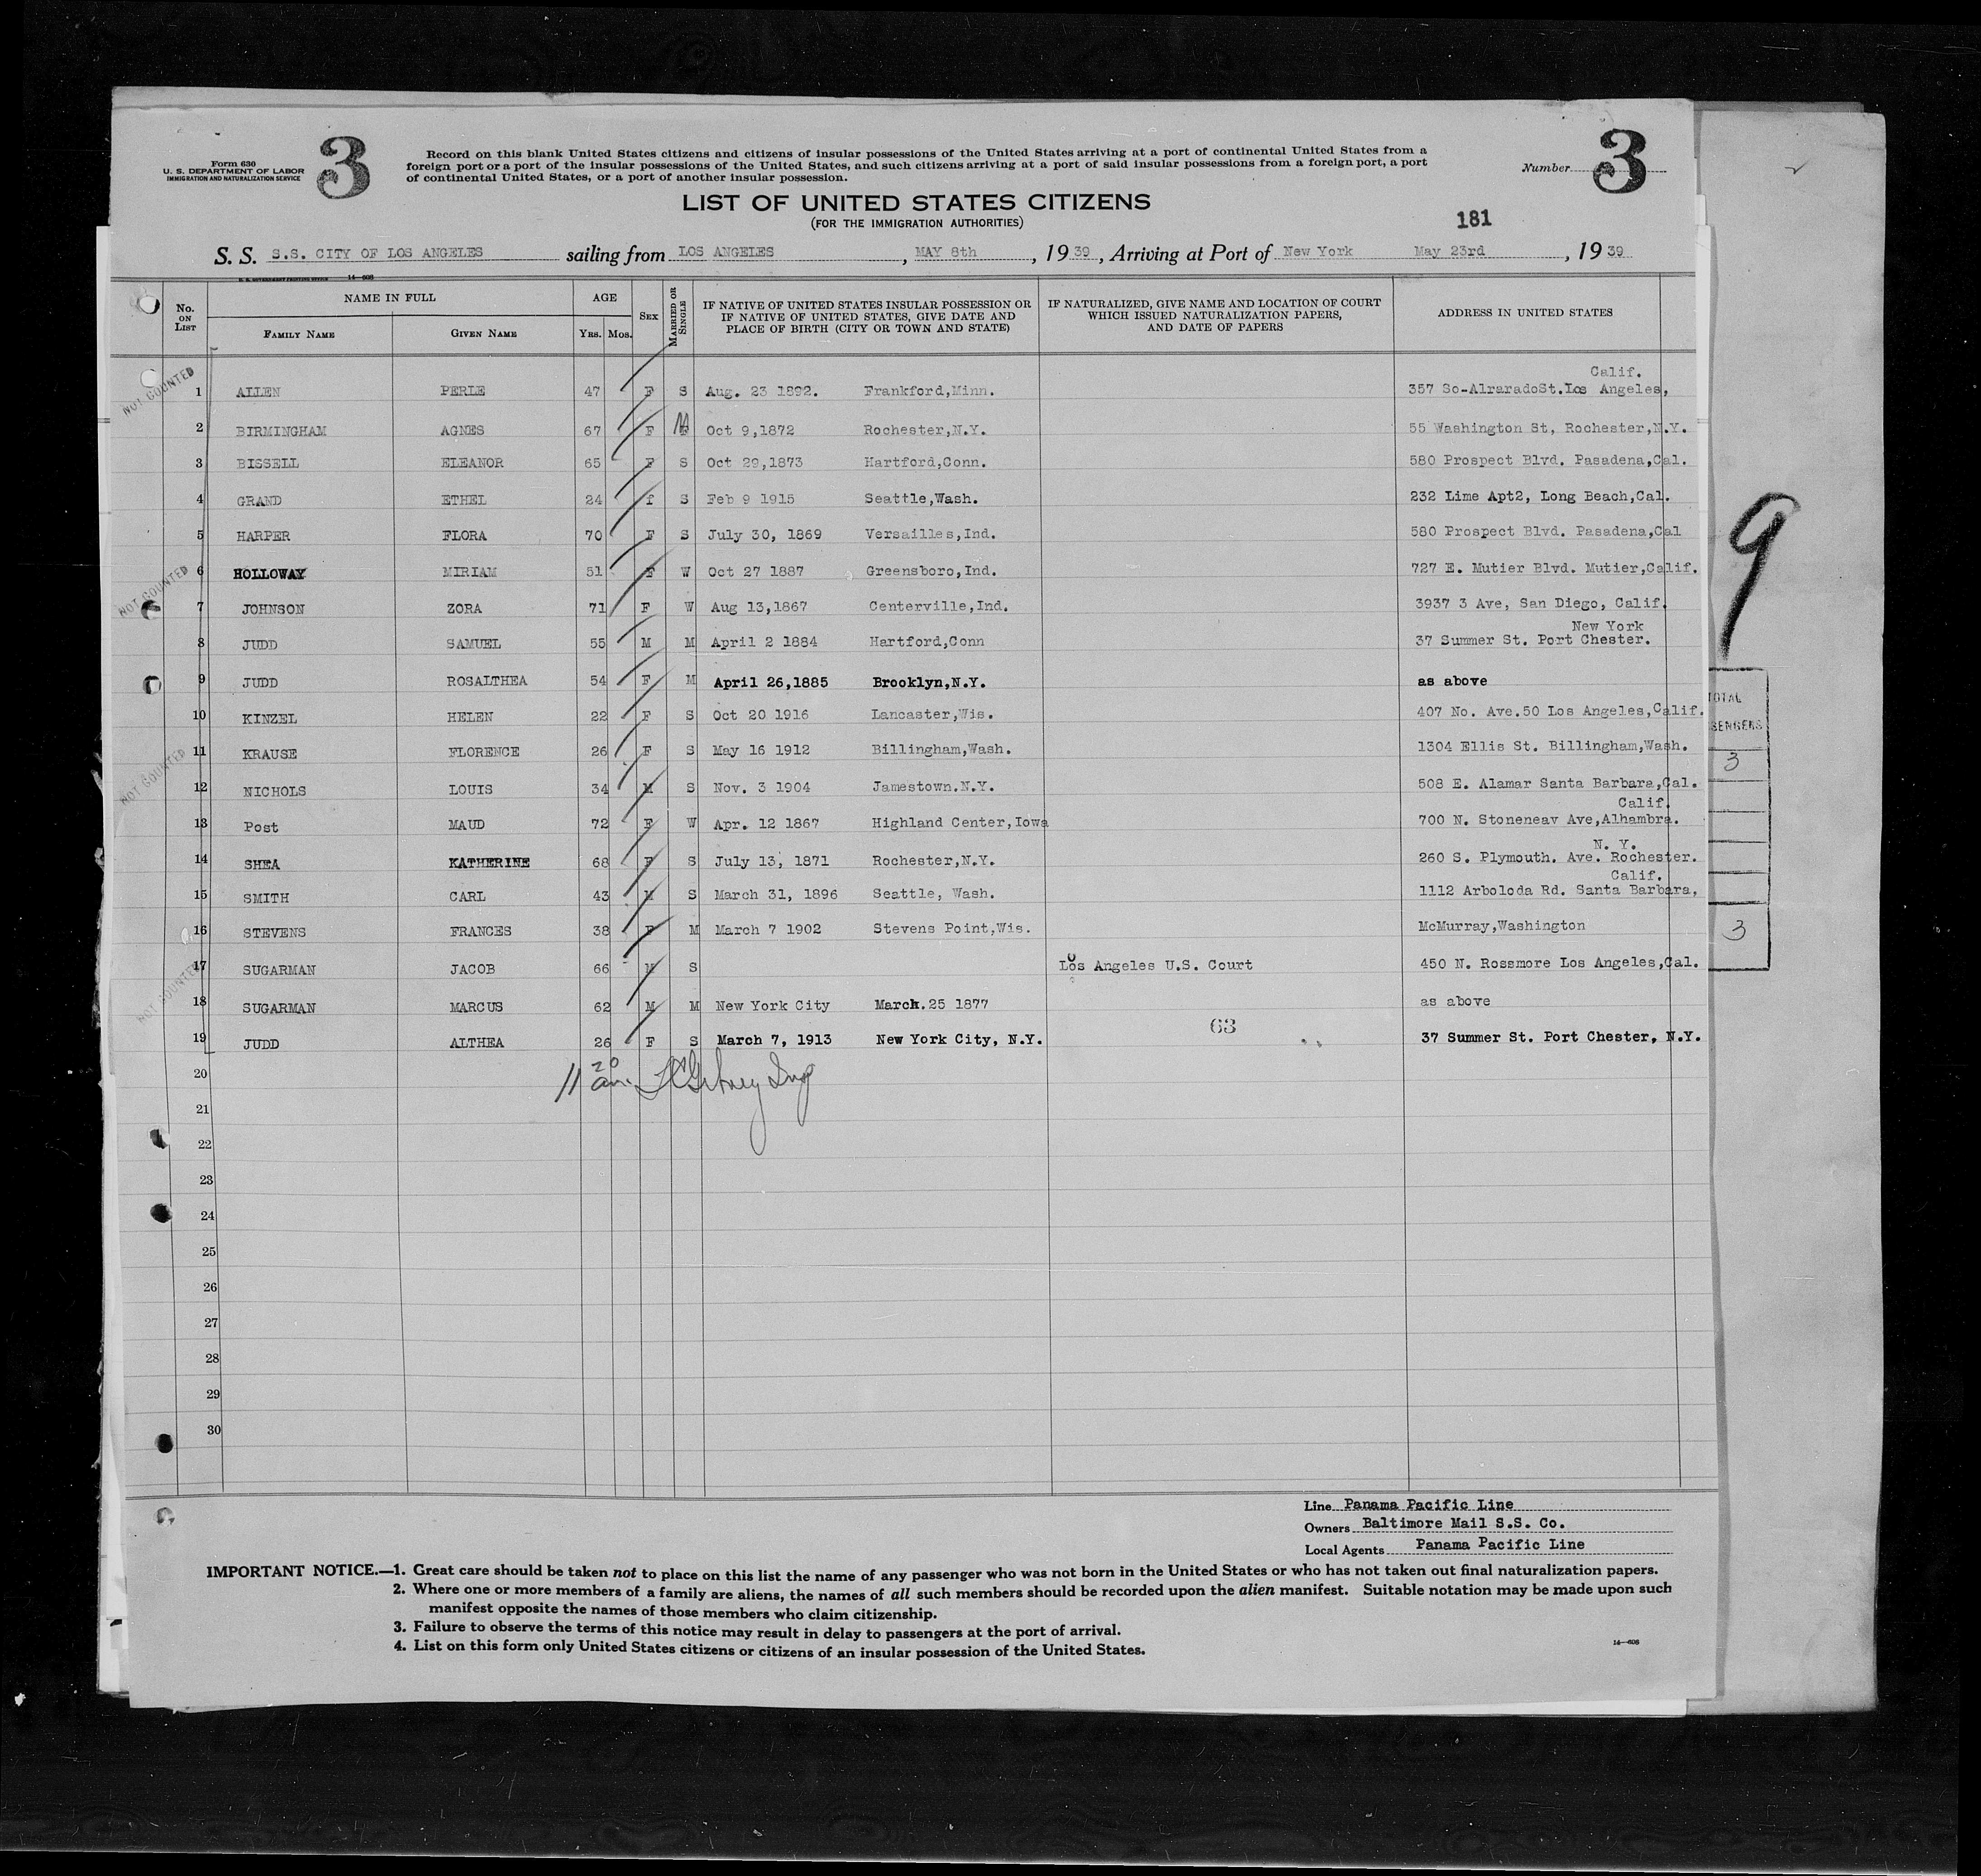 Form 636
U. S. DEPARTMENT OF LABOR
IMMIGRATION AND NATURALIZATION SERVICE
3
Record on this blank United States citizens and citizens of insular possessions of the United States arriving at a port of continental United States from a
foreign port or a port of the insular possessions of the United States, and such citizens arriving at a port of said insular possessions from a foreign port, a port
of continental United States, or a port of another insular possession.
Number 3
LIST OF UNITED STATES CITIZENS
(FOR THE IMMIGRATION AUTHORITIES)
181
S. S. S.S. CITY OF LOS ANGELES sailing from LOS ANGELES, MAY 8th, 1939, Arriving at Port of New York May 23rd, 1939
U. S. GOVERNMENT PRINTING OFFICE 14—608
No. ON LIST NAME IN FULL FAMILY NAME GIVEN NAME AGE YRS. MOS. SEX MARRIED OR SINGLE
IF NATIVE OF UNITED STATES INSULAR POSSESSION OR
IF NATIVE OF UNITED STATES, GIVE DATE AND
PLACE OF BIRTH (CITY OR TOWN AND STATE)
IF NATURALIZED, GIVE NAME AND LOCATION OF COURT
WHICH ISSUED NATURALIZATION PAPERS,
AND DATE OF PAPERS
ADDRESS IN UNITED STATES
NOT COUNTED
Calif.
1 ALLEN PERLE 47 F S Aug. 23 1892. Frankford,Minn. 357 So-AlraradoSt.Los Angeles,
2 BIRMINGHAM AGNES 67 F M Oct 9,1872 Rochester,N.Y. 55 Washington St, Rochester,N.Y.
3 BISSELL ELEANOR 65 F S Oct 29,1873 Hartford,Conn. 580 Prospect Blvd. Pasadena,Cal.
4 GRAND ETHEL 24 f S Feb 9 1915 Seattle,Wash. 232 Lime Apt2, Long Beach,Cal.
5 HARPER FLORA 70 F S July 30, 1869 Versailles,Ind. 580 Prospect Blvd. Pasadena,Cal
NOT COUNTED
6 HOLLOWAY MIRIAM 51 F W Oct 27 1887 Greensboro,Ind. 727 E. Mutier Blvd. Mutier,Calif.
7 JOHNSON ZORA 71 F W Aug 13,1867 Centerville,Ind. 3937 3 Ave, San Diego, Calif.
New York
8 JUDD SAMUEL 55 M M April 2 1884 Hartford,Conn 37 Summer St. Port Chester.
9 JUDD ROSALTHEA 54 F M April 26,1885 Brooklyn,N.Y. as above
10 KINZEL HELEN 22 F S Oct 20 1916 Lancaster,Wis. 407 No. Ave.50 Los Angeles,Calif.
11 KRAUSE FLORENCE 26 F S May 16 1912 Billingham,Wash. 1304 Ellis St. Billingham,Wash.
NOT COUNTED
12 NICHOLS LOUIS 34 M S Nov. 3 1904 Jamestown.N.Y. 508 E. Alamar Santa Barbara,Cal.
Calif.
13 Post MAUD 72 F W Apr. 12 1867 Highland Center,Iowa 700 N. Stoneneav Ave,Alhambra.
N. Y.
14 SHEA KATHERINE 68 F S July 13, 1871 Rochester,N.Y. 260 S. Plymouth. Ave. Rochester.
Calif.
15 SMITH CARL 43 M S March 31, 1896 Seattle, Wash. 1112 Arboloda Rd. Santa Barbara,
16 STEVENS FRANCES 38 F M March 7 1902 Stevens Point,Wis. McMurray,Washington
17 SUGARMAN JACOB 66 M S Los Angeles U.S. Court 450 N. Rossmore Los Angeles,Cal.
NOT COUNTED
18 SUGARMAN MARCUS 62 M M New York City March.25 1877 as above
63
19 JUDD ALTHEA 26 F S March 7, 1913 New York City, N.Y. 37 Summer St. Port Chester, N.Y.
20
21
22
23
24
25
26
27
28
29
30
9
TOTAL
3
3
Line Panama Pacific Line
Owners Baltimore Mail S.S. Co.
Local Agents Panama Pacific Line
IMPORTANT NOTICE.—1. Great care should be taken not to place on this list the name of any passenger who was not born in the United States or who has not taken out final naturalization papers.
2. Where one or more members of a family are aliens, the names of all such members should be recorded upon the alien manifest. Suitable notation may be made upon such
manifest opposite the names of those members who claim citizenship.
3. Failure to observe the terms of this notice may result in delay to passengers at the port of arrival.
4. List on this form only United States citizens or citizens of an insular possession of the United States.
14—608